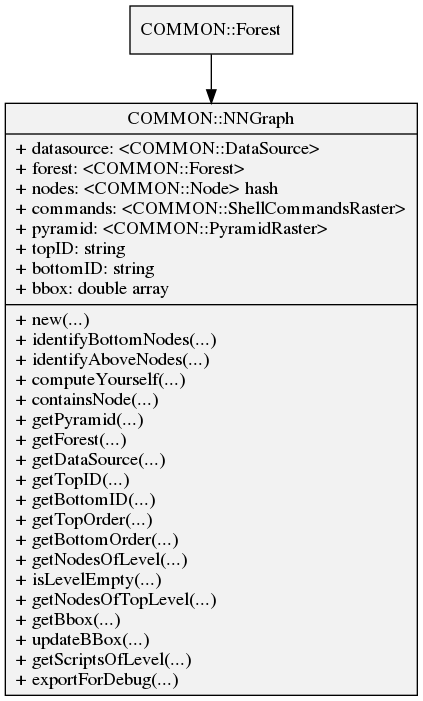 COMMON::Forest
COMMON::NNGraph
+ datasource: <COMMON::DataSource>
+ forest: <COMMON::Forest>
+ nodes: <COMMON::Node> hash
+ commands: <COMMON::ShellCommandsRaster>
+ pyramid: <COMMON::PyramidRaster>
+ topID: string
+ bottomID: string
+ bbox: double array
+ new(...)
+ identifyBottomNodes(...)
+ identifyAboveNodes(...)
+ computeYourself(...)
+ containsNode(...)
+ getPyramid(...)
+ getForest(...)
+ getDataSource(...)
+ getTopID(...)
+ getBottomID(...)
+ getTopOrder(...)
+ getBottomOrder(...)
+ getNodesOfLevel(...)
+ isLevelEmpty(...)
+ getNodesOfTopLevel(...)
+ getBbox(...)
+ updateBBox(...)
+ getScriptsOfLevel(...)
+ exportForDebug(...)